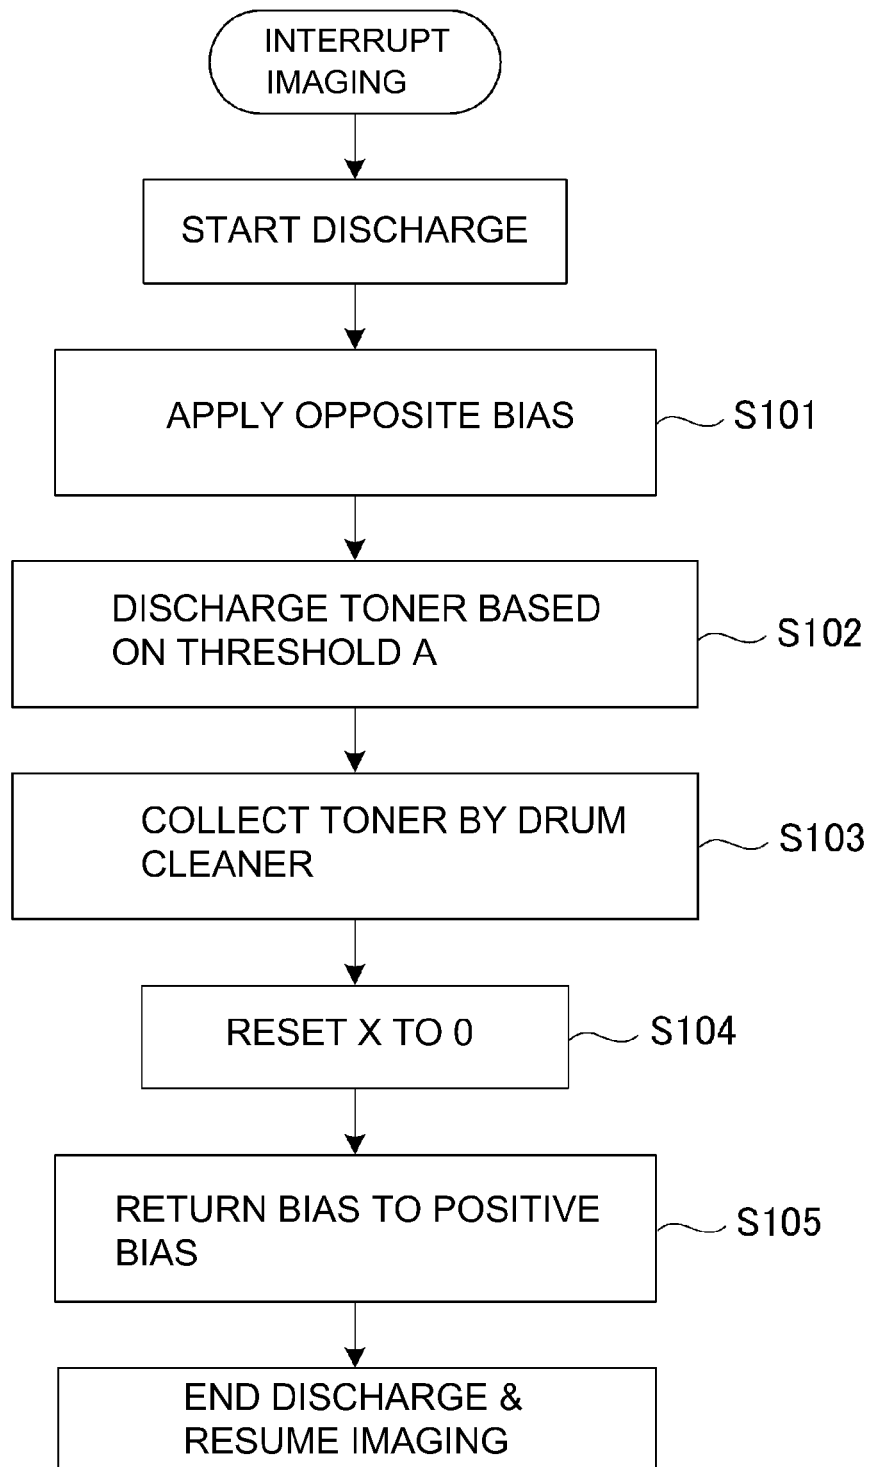 INTERRUPT
IMAGING
START DISCHARGE
APPLY OPPOSITE BIAS
S101
DISCHARGE TONER BASED
ON THRESHOLD A
S102
COLLECT TONER BY DRUM
CLEANER
S103
RESET X TO 0
S104
RETURN BIAS TO POSITIVE
BIAS
S105
END DISCHARGE &
RESUME IMAGING